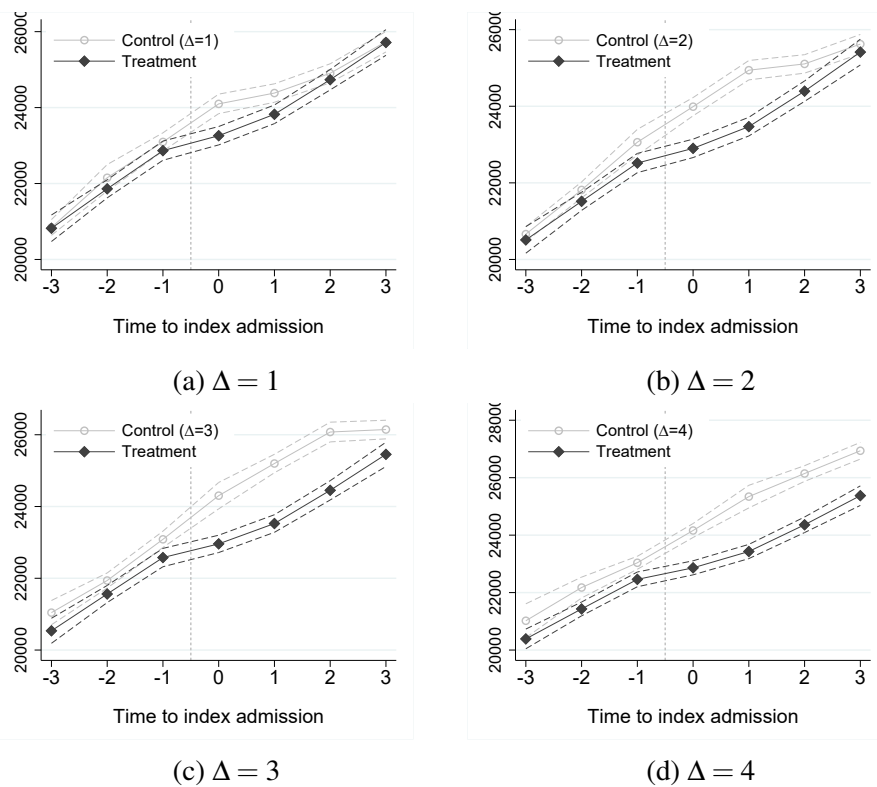 26000
24000
22000
20000
Control (Δ=1)
Treatment
-3 -2 -1 0 1 2 3
Time to index admission
(a) Δ = 1
26000
24000
22000
20000
Control (Δ=2)
Treatment
-3 -2 -1 0 1 2 3
Time to index admission
(b) Δ = 2
26000
24000
22000
20000
Control (Δ=3)
Treatment
-3 -2 -1 0 1 2 3
Time to index admission
(c) Δ = 3
28000
26000
24000
22000
20000
Control (Δ=4)
Treatment
-3 -2 -1 0 1 2 3
Time to index admission
(d) Δ = 4